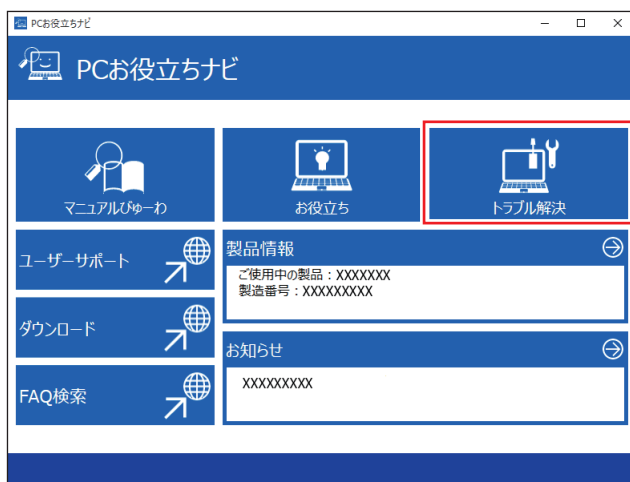 PCお役立ちナビ
PCお役立ちナビ
マニュアルびゅーわ
お役立ち
トラブル解決
ユーザーサポート
製品情報
ご使用中の製品：XXXXXXX
製造番号：XXXXXXXXX
ダウンロード
お知らせ
XXXXXXXXX
FAQ検索